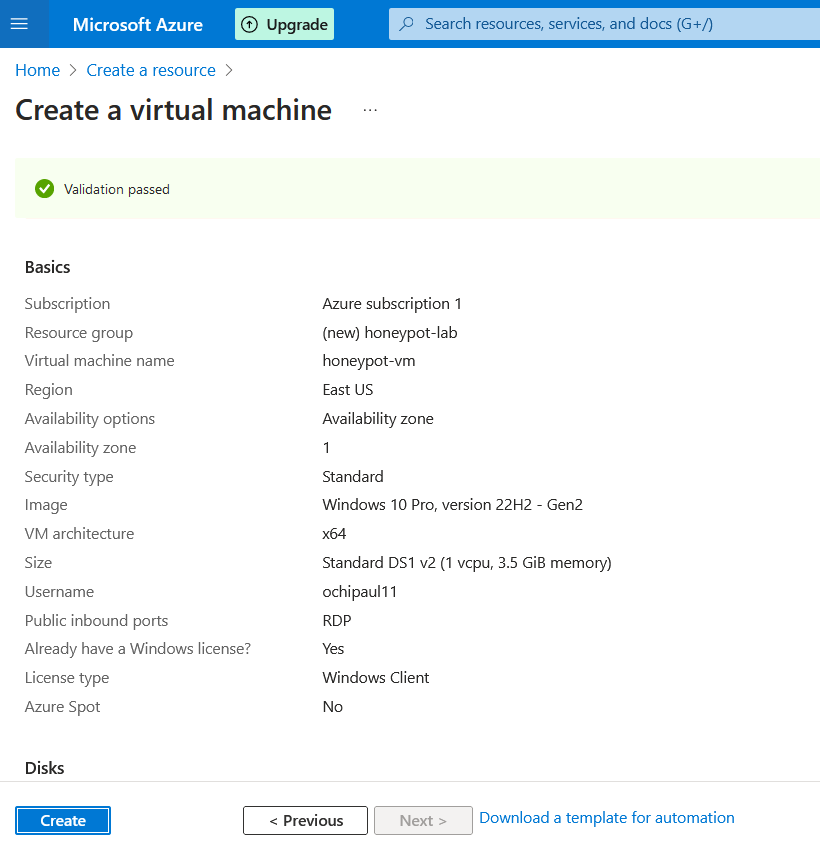 Microsoft Azure Upgrade Search resources, services, and docs (G+/)
Home > Create a resource >
Create a virtual machine ...
Validation passed
Basics
Subscription Azure subscription 1
Resource group (new) honeypot-lab
Virtual machine name honeypot-vm
Region East US
Availability options Availability zone
Availability zone 1
Security type Standard
Image Windows 10 Pro, version 22H2 - Gen2
VM architecture x64
Size Standard DS1 v2 (1 vcpu, 3.5 GiB memory)
Username ochipaul11
Public inbound ports RDP
Already have a Windows license? Yes
License type Windows Client
Azure Spot No
Disks
Create < Previous Next > Download a template for automation